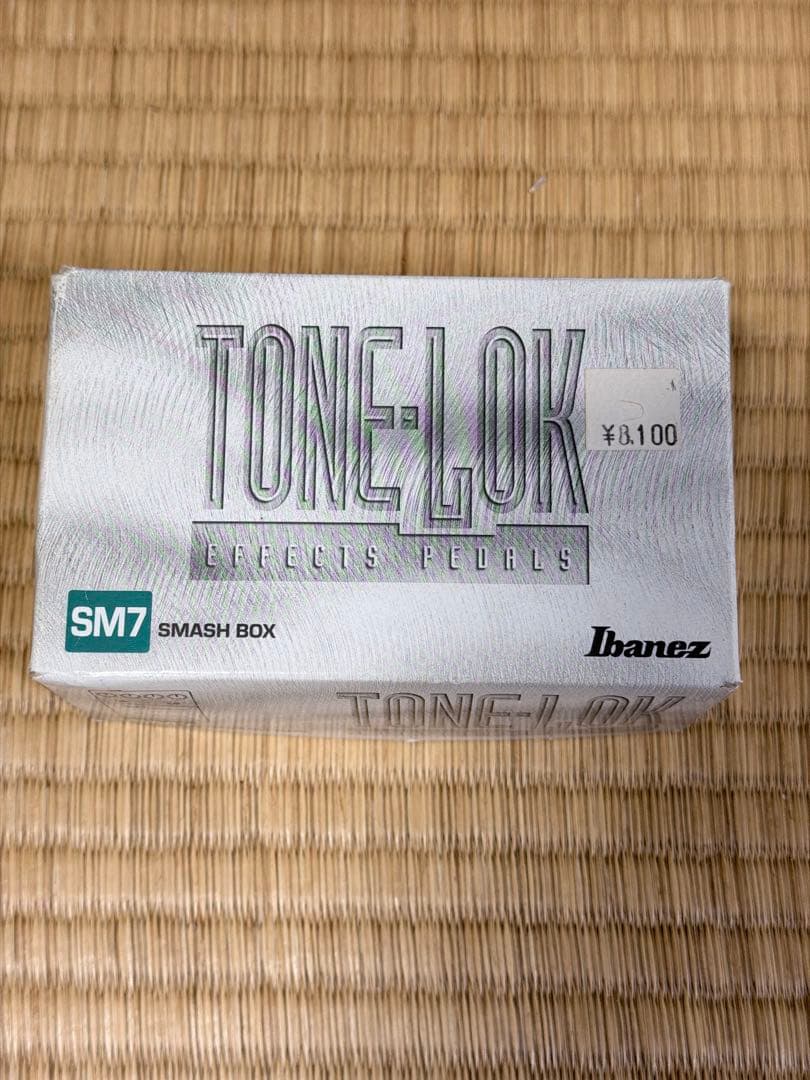 TONE-LOK
¥8,100
EFFECTS PEDALS
SM7 SMASH BOX
Ibanez
TONE-LOK